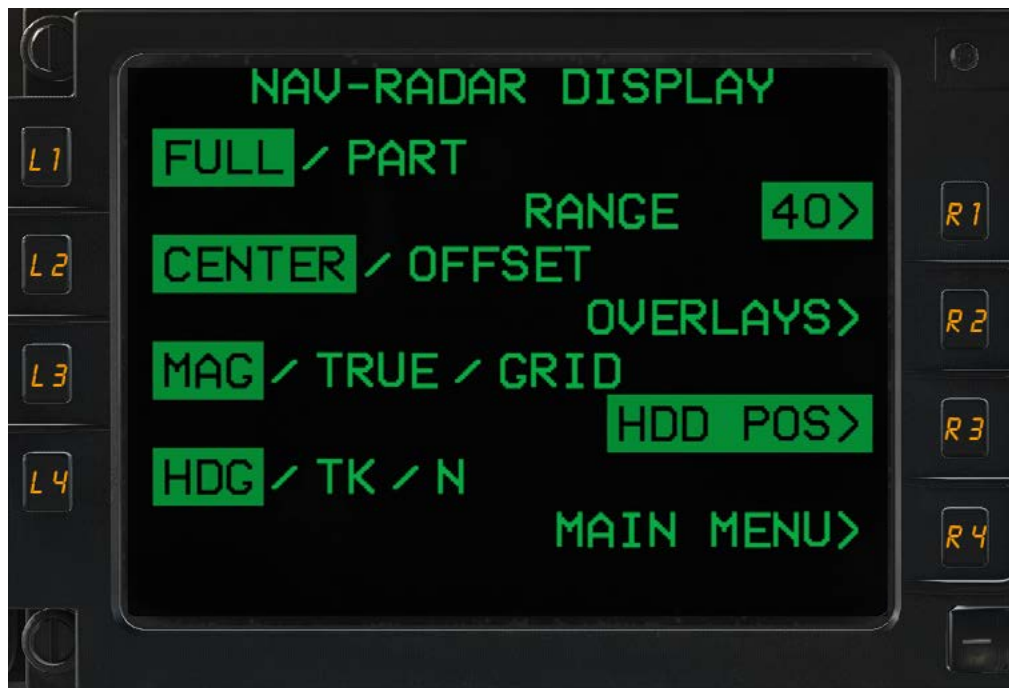 NAV-RADAR DISPLAY
L1
FULL / PART
RANGE 40>
R1
L2
CENTER / OFFSET
OVERLAYS>
R2
L3
MAG / TRUE / GRID
HDD POS>
R3
L4
HDG / TK / N
MAIN MENU>
R4